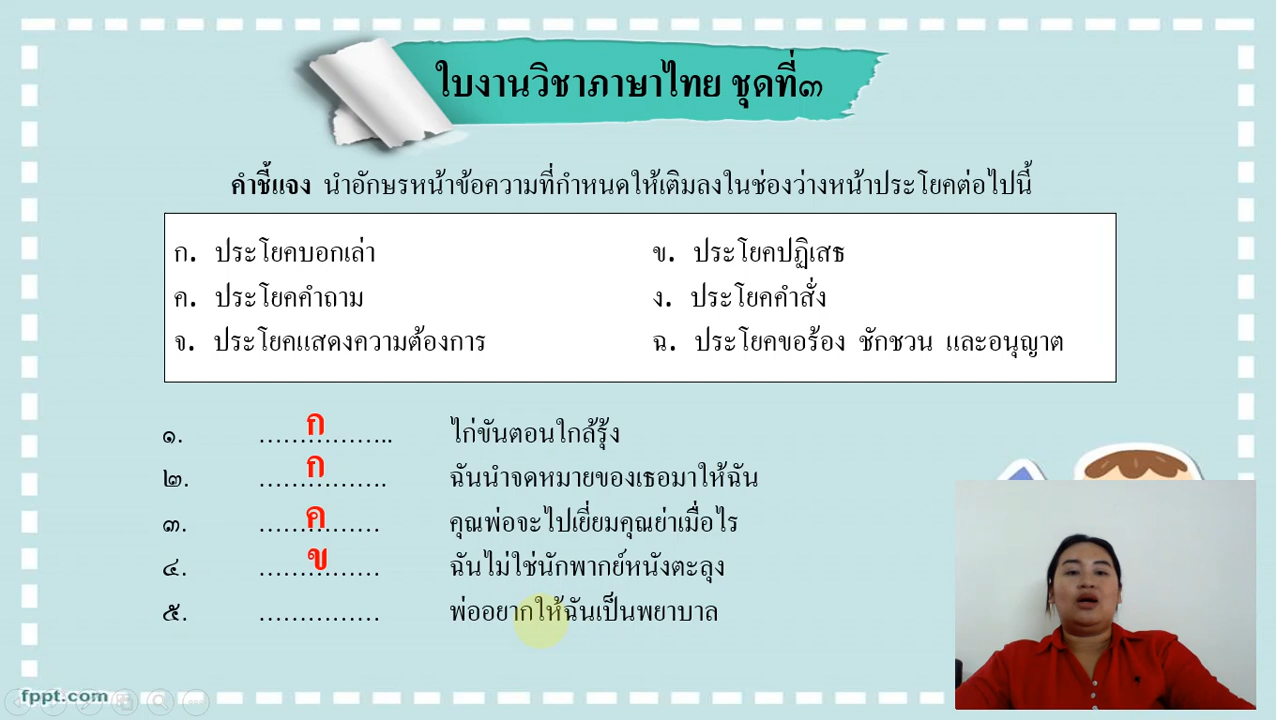 ใบงานวิชาภาษาไทย ชุดที่๓
คำชี้แจง นำอักษรหน้าข้อความที่กำหนดให้เติมลงในช่องว่างหน้าประโยคต่อไปนี้
ก. ประโยคบอกเล่า ข. ประโยคปฏิเสธ
ค. ประโยคคำถาม ง. ประโยคคำสั่ง
จ. ประโยคแสดงความต้องการ ฉ. ประโยคขอร้อง ชักชวน และอนุญาต
๑. ......ก........ ไก่ขันตอนใกล้รุ้ง
๒. ......ก........ ฉันนำจดหมายของเธอมาให้ฉัน
๓. ......ค........ คุณพ่อจะไปเยี่ยมคุณย่าเมื่อไร
๔. ......ข........ ฉันไม่ใช่นักพากย์หนังตะลุง
๕. ............... พ่ออยากให้ฉันเป็นพยาบาล
fppt.com